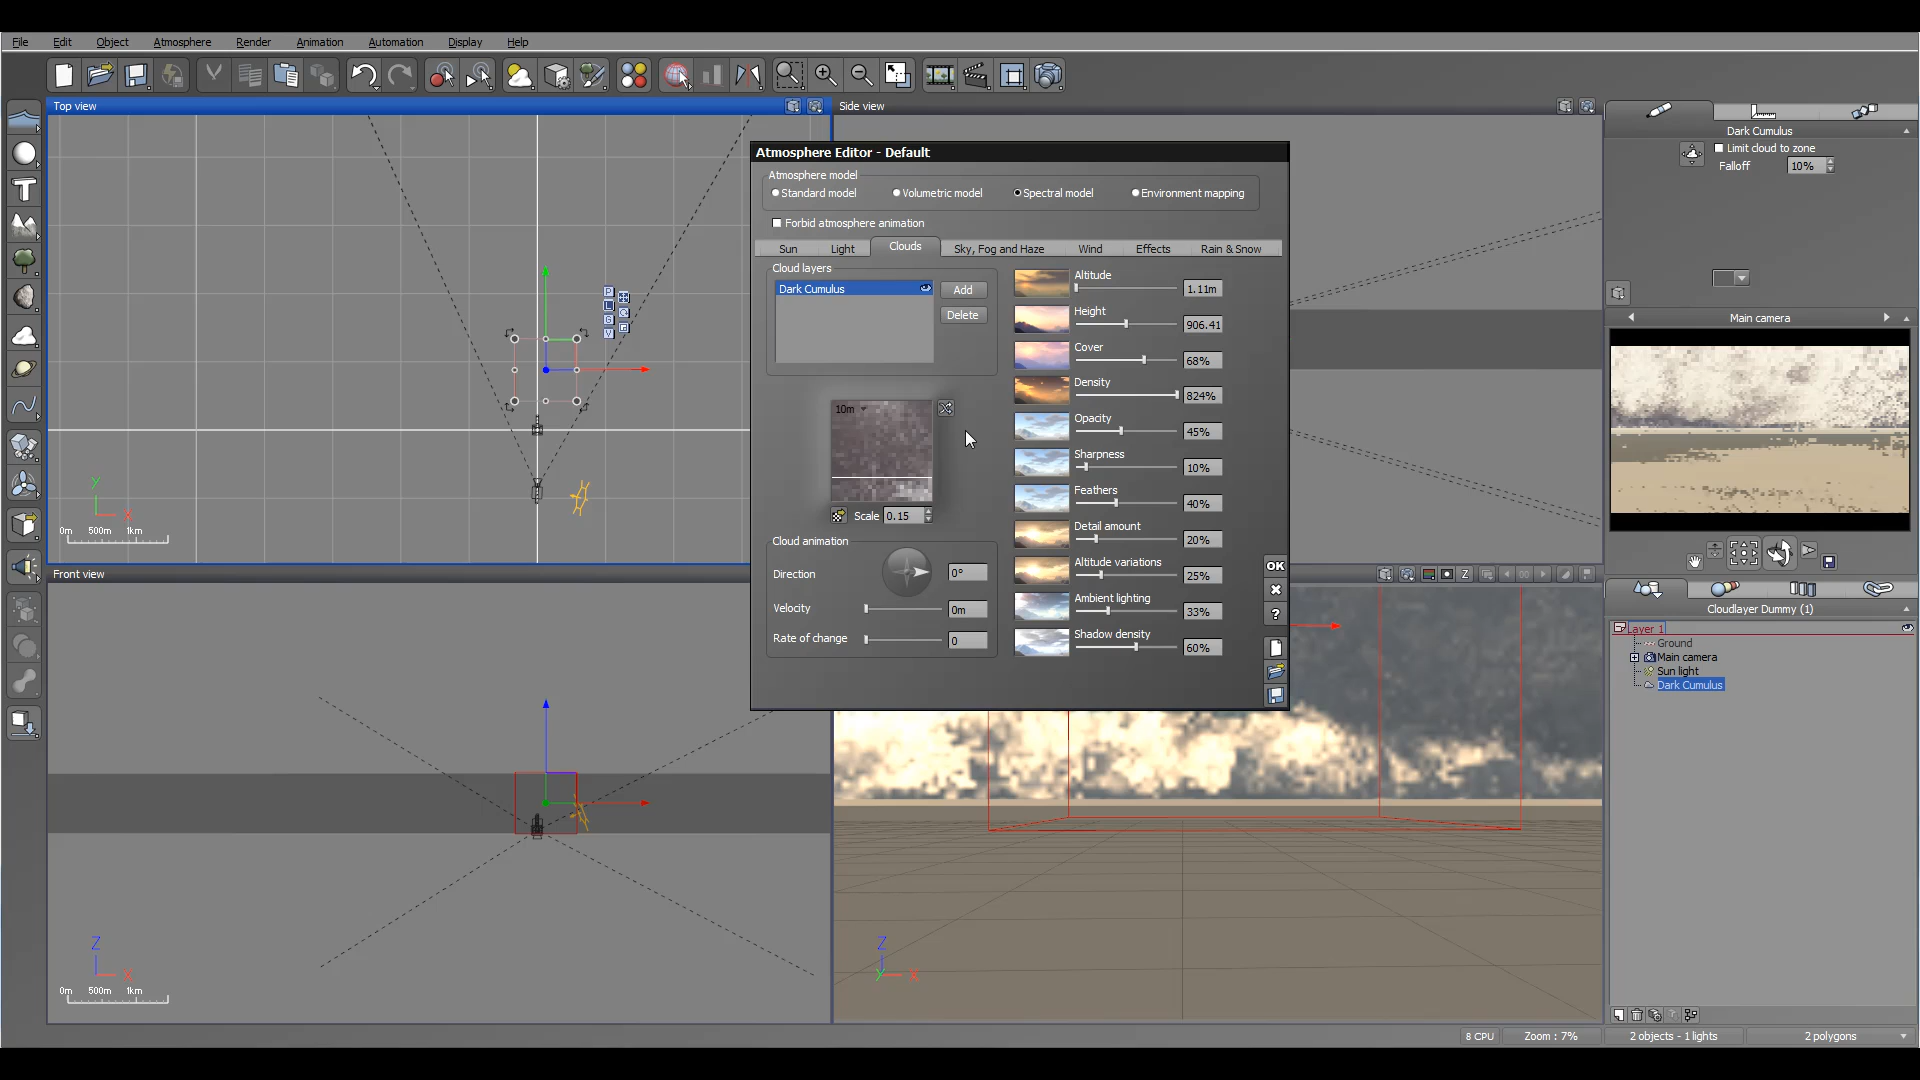 File Edit Object Atmosphere Render Animation Automation Display Help
Top view
Side view
Atmosphere Editor - Default
Atmosphere model
Standard model Volumetric model Spectral model Environment mapping
Forbid atmosphere animation
Sun Light Clouds Sky, Fog and Haze Wind Effects Rain & Snow
Cloud layers
Dark Cumulus
Add
Delete
10m
Scale 0.15
Cloud animation
Direction 0°
Velocity 0m
Rate of change 0
Altitude
1.11m
Height
906.41
Cover
68%
Density
824%
Opacity
45%
Sharpness
10%
Feathers
40%
Detail amount
20%
Altitude variations
25%
Ambient lighting
33%
Shadow density
60%
OK
?
P
L
G
V
Y
X
0m 500m 1km
Front view
Z
X
0m 500m 1km
Z
Z
Y X
Dark Cumulus
Limit cloud to zone
Falloff 10%
Main camera
Cloudlayer Dummy (1)
Layer 1
Ground
Main camera
Sun light
Dark Cumulus
8 CPU Zoom : 7% 2 objects - 1 lights 2 polygons